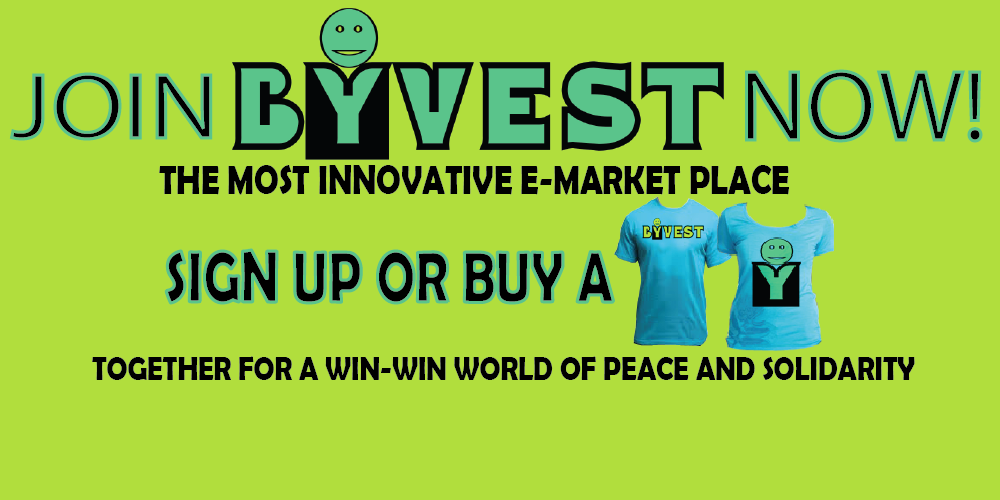 JOIN BYVEST NOW!
THE MOST INNOVATIVE E-MARKET PLACE
SIGN UP OR BUY A
BYVEST
Y
TOGETHER FOR A WIN-WIN WORLD OF PEACE AND SOLIDARITY